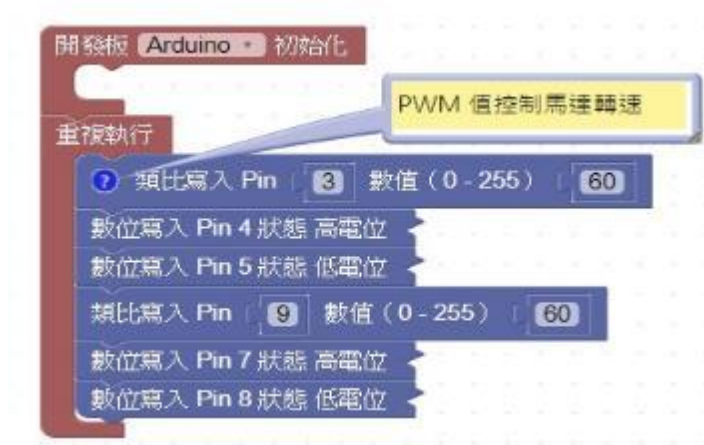 開發板 Arduino 初始化
PWM 值控制馬達轉速
重複執行
? 類比寫入 Pin 3 數值(0-255) 60
數位寫入 Pin 4 狀態 高電位
數位寫入 Pin 5 狀態 低電位
類比寫入 Pin 9 數值(0-255) 60
數位寫入 Pin 7 狀態 高電位
數位寫入 Pin 8 狀態 低電位